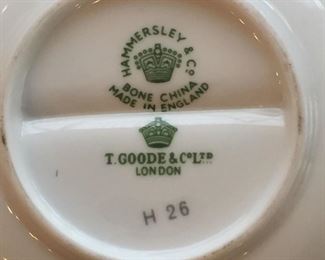 HAMMERSLEY & Co
BONE CHINA
MADE IN ENGLAND
T. GOODE & Co LTD
LONDON
H 26